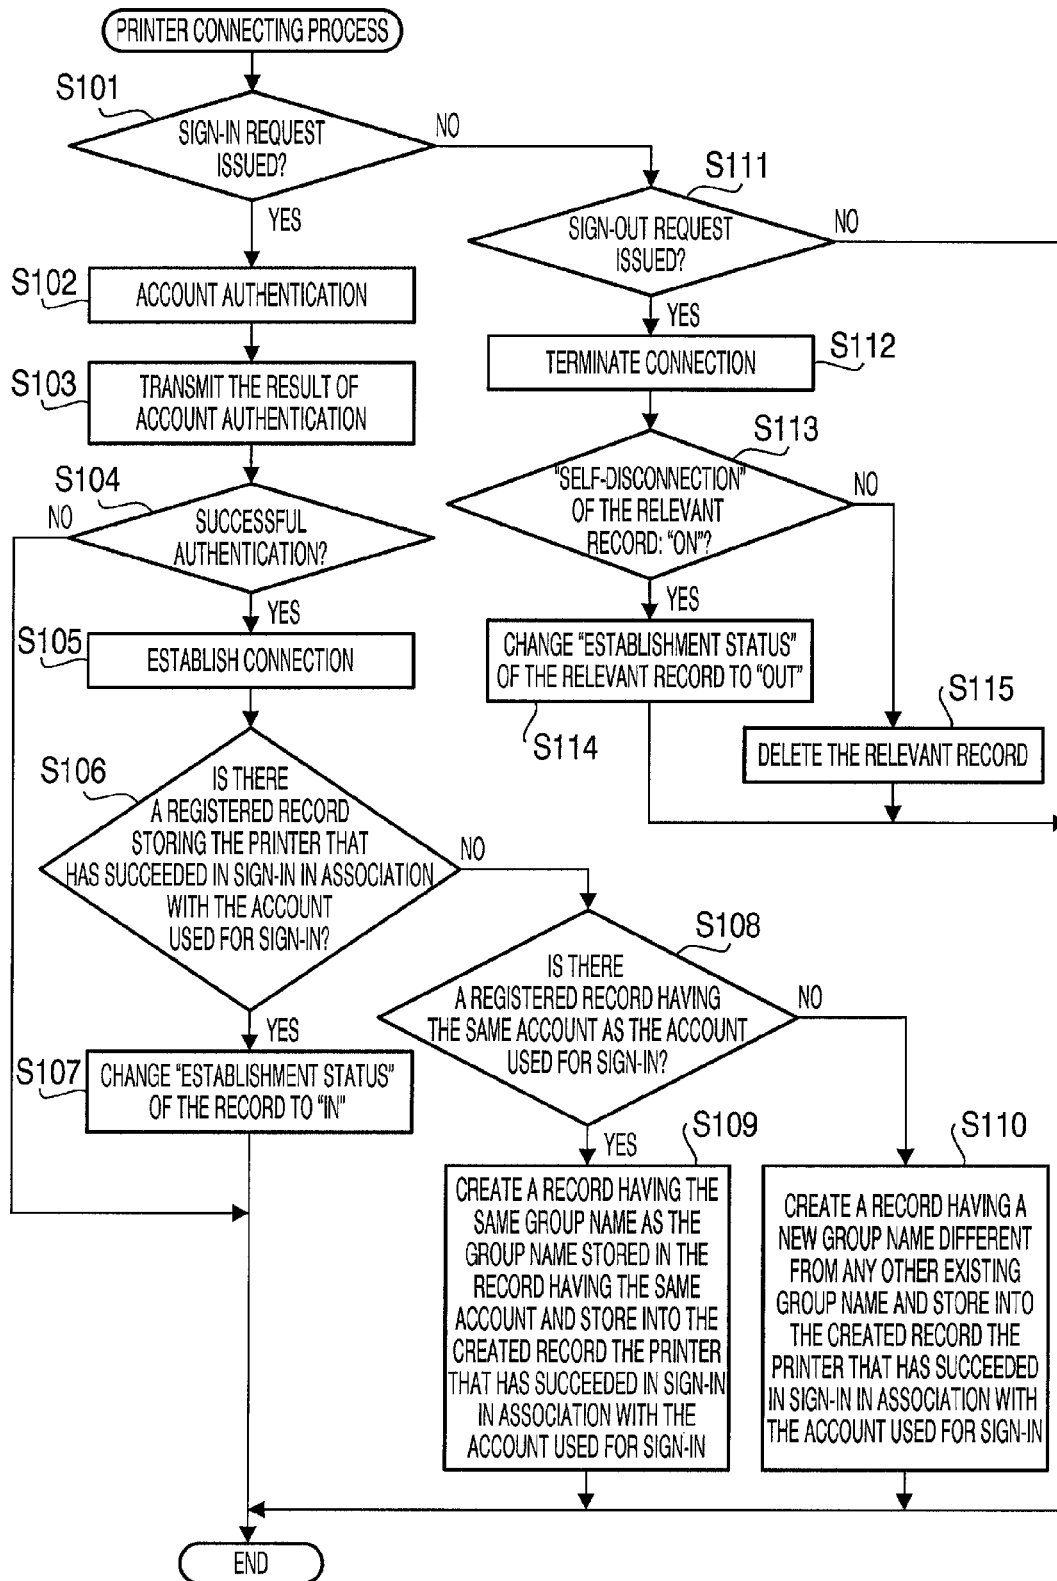 PRINTER CONNECTING PROCESS
S101
SIGN-IN REQUEST
ISSUED?
NO
YES
S102
ACCOUNT AUTHENTICATION
S103
TRANSMIT THE RESULT OF
ACCOUNT AUTHENTICATION
S104
NO
SUCCESSFUL
AUTHENTICATION?
YES
S105
ESTABLISH CONNECTION
S106
IS THERE
A REGISTERED RECORD
STORING THE PRINTER THAT
HAS SUCCEEDED IN SIGN-IN IN ASSOCIATION
WITH THE ACCOUNT
USED FOR SIGN-IN?
NO
YES
S107
CHANGE "ESTABLISHMENT STATUS"
OF THE RECORD TO "IN"
S108
IS THERE
A REGISTERED RECORD HAVING
THE SAME ACCOUNT AS THE ACCOUNT
USED FOR SIGN-IN?
NO
YES
S109
CREATE A RECORD HAVING THE
SAME GROUP NAME AS THE
GROUP NAME STORED IN THE
RECORD HAVING THE SAME
ACCOUNT AND STORE INTO THE
CREATED RECORD THE PRINTER
THAT HAS SUCCEEDED IN SIGN-IN
IN ASSOCIATION WITH THE
ACCOUNT USED FOR SIGN-IN
S110
CREATE A RECORD HAVING A
NEW GROUP NAME DIFFERENT
FROM ANY OTHER EXISTING
GROUP NAME AND STORE INTO
THE CREATED RECORD THE
PRINTER THAT HAS SUCCEEDED
IN SIGN-IN IN ASSOCIATION WITH
THE ACCOUNT USED FOR SIGN-IN
S111
SIGN-OUT REQUEST
ISSUED?
NO
YES
S112
TERMINATE CONNECTION
S113
"SELF-DISCONNECTION"
OF THE RELEVANT
RECORD: "ON"?
NO
YES
CHANGE "ESTABLISHMENT STATUS"
OF THE RELEVANT RECORD TO "OUT"
S114
S115
DELETE THE RELEVANT RECORD
END